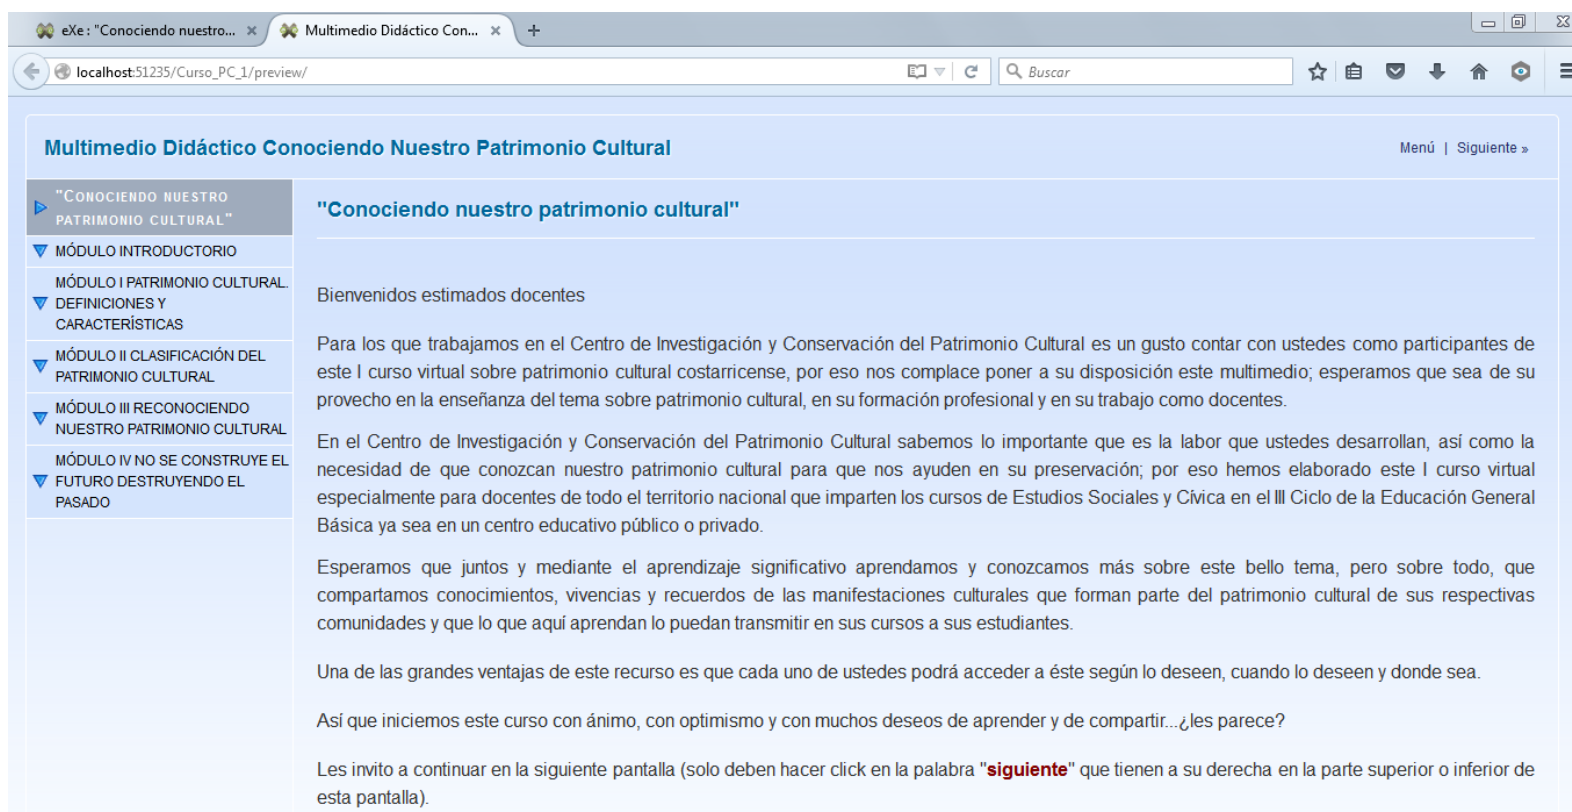 eXe : "Conociendo nuestro...
Multimedio Didáctico Con...
localhost:51235/Curso_PC_1/preview/
Buscar
Multimedio Didáctico Conociendo Nuestro Patrimonio Cultural
Menú | Siguiente »
"CONOCIENDO NUESTRO
PATRIMONIO CULTURAL"
MÓDULO INTRODUCTORIO
MÓDULO I PATRIMONIO CULTURAL.
DEFINICIONES Y
CARACTERÍSTICAS
MÓDULO II CLASIFICACIÓN DEL
PATRIMONIO CULTURAL
MÓDULO III RECONOCIENDO
NUESTRO PATRIMONIO CULTURAL
MÓDULO IV NO SE CONSTRUYE EL
FUTURO DESTRUYENDO EL
PASADO
"Conociendo nuestro patrimonio cultural"
Bienvenidos estimados docentes
Para los que trabajamos en el Centro de Investigación y Conservación del Patrimonio Cultural es un gusto contar con ustedes como participantes de
este I curso virtual sobre patrimonio cultural costarricense, por eso nos complace poner a su disposición este multimedio; esperamos que sea de su
provecho en la enseñanza del tema sobre patrimonio cultural, en su formación profesional y en su trabajo como docentes.
En el Centro de Investigación y Conservación del Patrimonio Cultural sabemos lo importante que es la labor que ustedes desarrollan, así como la
necesidad de que conozcan nuestro patrimonio cultural para que nos ayuden en su preservación; por eso hemos elaborado este I curso virtual
especialmente para docentes de todo el territorio nacional que imparten los cursos de Estudios Sociales y Cívica en el III Ciclo de la Educación General
Básica ya sea en un centro educativo público o privado.
Esperamos que juntos y mediante el aprendizaje significativo aprendamos y conozcamos más sobre este bello tema, pero sobre todo, que
compartamos conocimientos, vivencias y recuerdos de las manifestaciones culturales que forman parte del patrimonio cultural de sus respectivas
comunidades y que lo que aquí aprendan lo puedan transmitir en sus cursos a sus estudiantes.
Una de las grandes ventajas de este recurso es que cada uno de ustedes podrá acceder a éste según lo deseen, cuando lo deseen y donde sea.
Así que iniciemos este curso con ánimo, con optimismo y con muchos deseos de aprender y de compartir...¿les parece?
Les invito a continuar en la siguiente pantalla (solo deben hacer click en la palabra "siguiente" que tienen a su derecha en la parte superior o inferior de
esta pantalla).